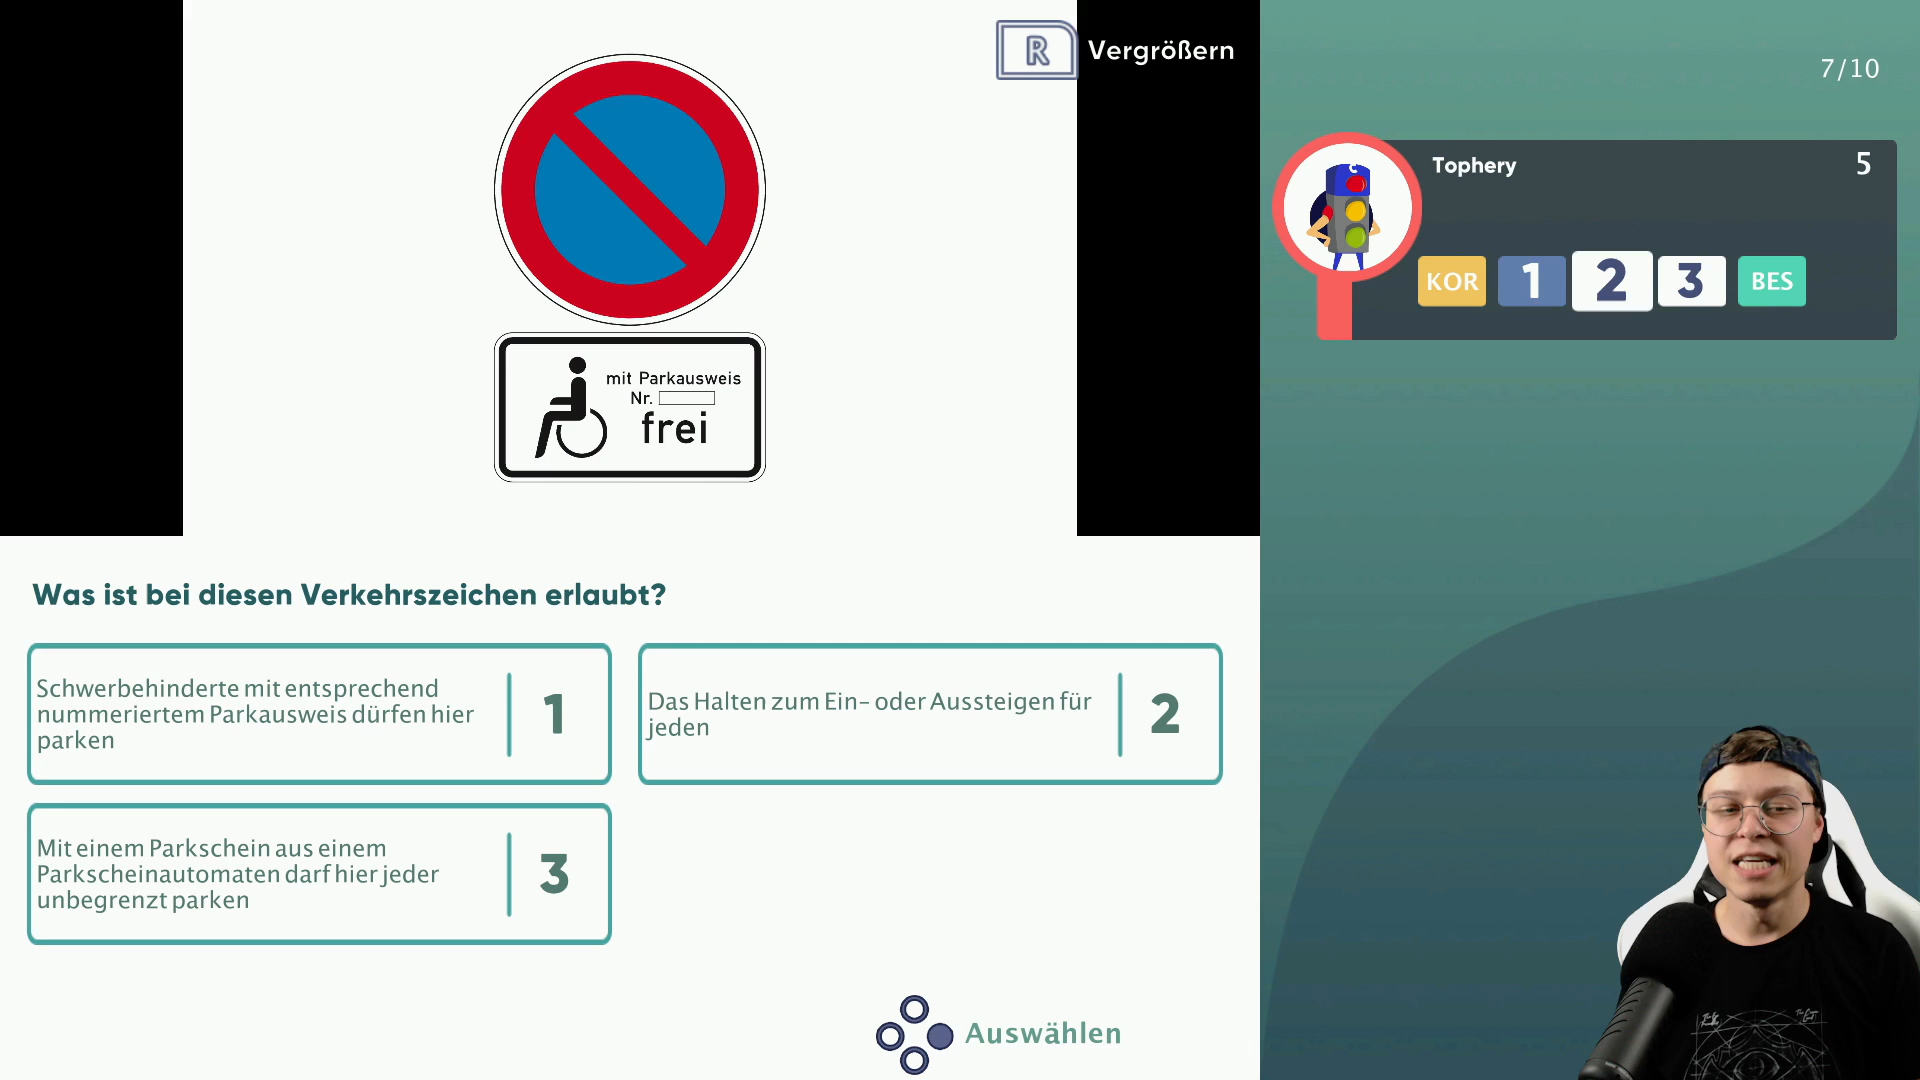 R Vergrößern
7/10
mit Parkausweis
Nr.
frei
Tophery
5
KOR 1 2 3 BES
Was ist bei diesen Verkehrszeichen erlaubt?
Schwerbehinderte mit entsprechend
nummeriertem Parkausweis dürfen hier
parken
1
Das Halten zum Ein- oder Aussteigen für
jeden
2
Mit einem Parkschein aus einem
Parkscheinautomaten darf hier jeder
unbegrenzt parken
3
Auswählen